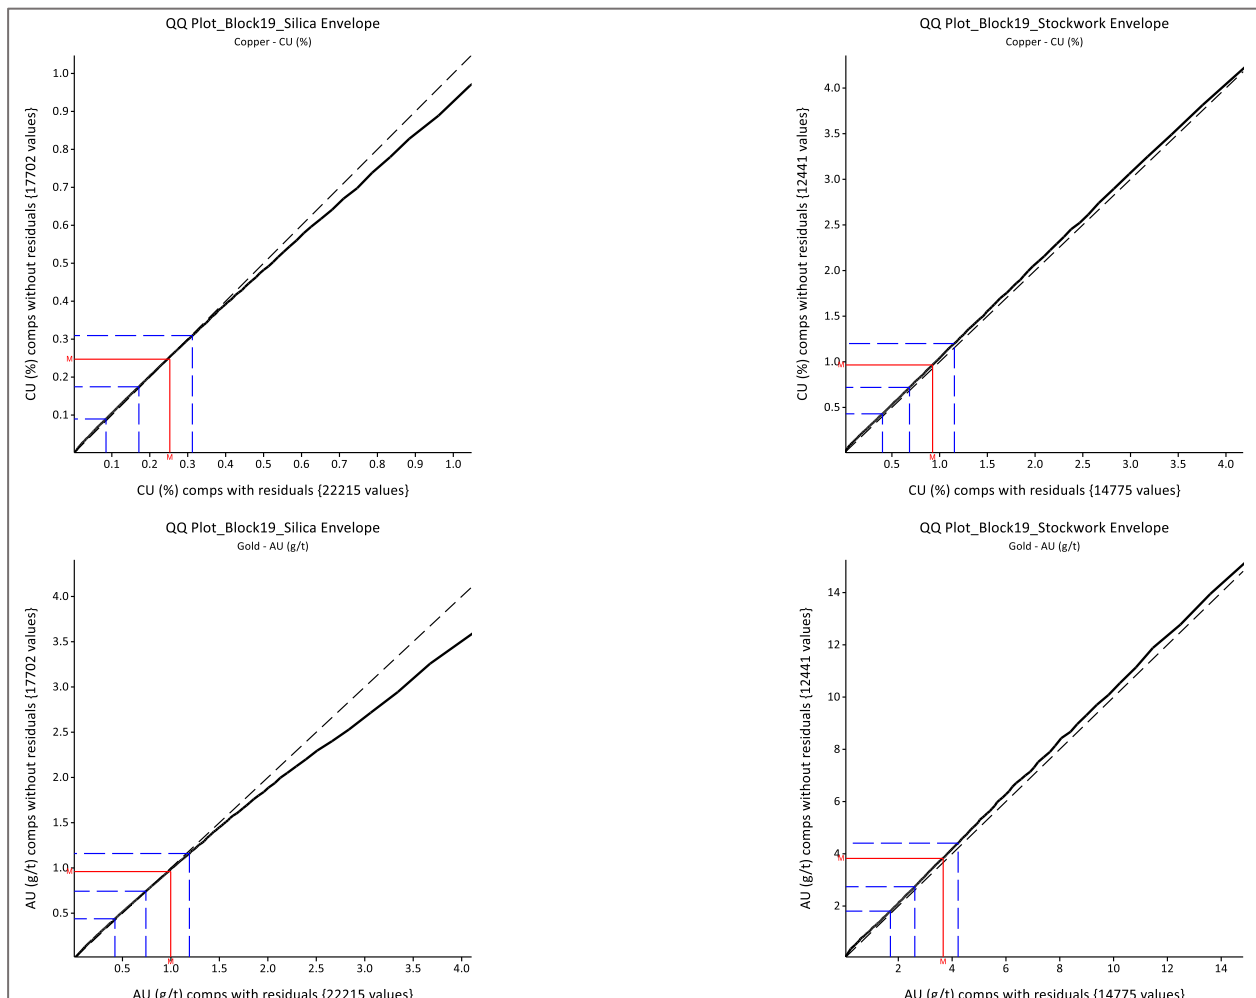 QQ Plot_Block19_Silica Envelope
Copper - CU (%)
CU (%) comps without residuals {17702 values}
1.0
0.9
0.8
0.7
0.6
0.5
0.4
0.3
M
0.2
0.1
0.1 0.2 0.3 0.4 0.5 0.6 0.7 0.8 0.9 1.0
M
CU (%) comps with residuals {22215 values}
QQ Plot_Block19_Stockwork Envelope
Copper - CU (%)
CU (%) comps without residuals {12441 values}
4.0
3.5
3.0
2.5
2.0
1.5
1.0
M
0.5
0.5 1.0 1.5 2.0 2.5 3.0 3.5 4.0
M
CU (%) comps with residuals {14775 values}
QQ Plot_Block19_Silica Envelope
Gold - AU (g/t)
AU (g/t) comps without residuals {17702 values}
4.0
3.5
3.0
2.5
2.0
1.5
1.0
M
0.5
0.5 1.0 1.5 2.0 2.5 3.0 3.5 4.0
M
AU (g/t) comps with residuals {22215 values}
QQ Plot_Block19_Stockwork Envelope
Gold - AU (g/t)
AU (g/t) comps without residuals {12441 values}
14
12
10
8
6
4
M
2
2 4 6 8 10 12 14
M
AU (g/t) comps with residuals {14775 values}